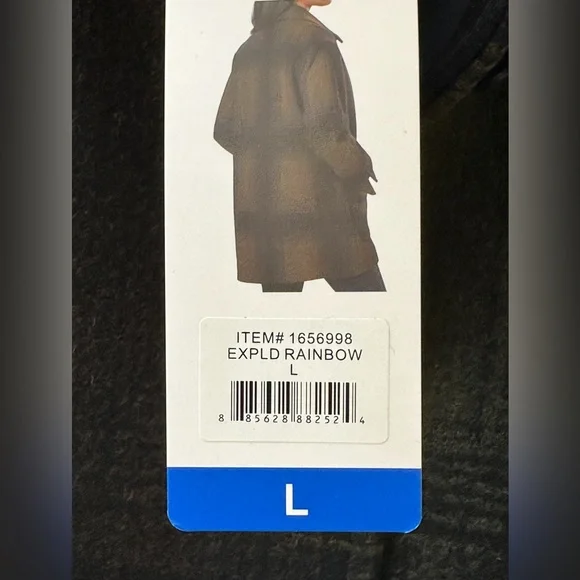 ITEM# 1656998
EXPLD RAINBOW
L
8 85628 88252 4
L